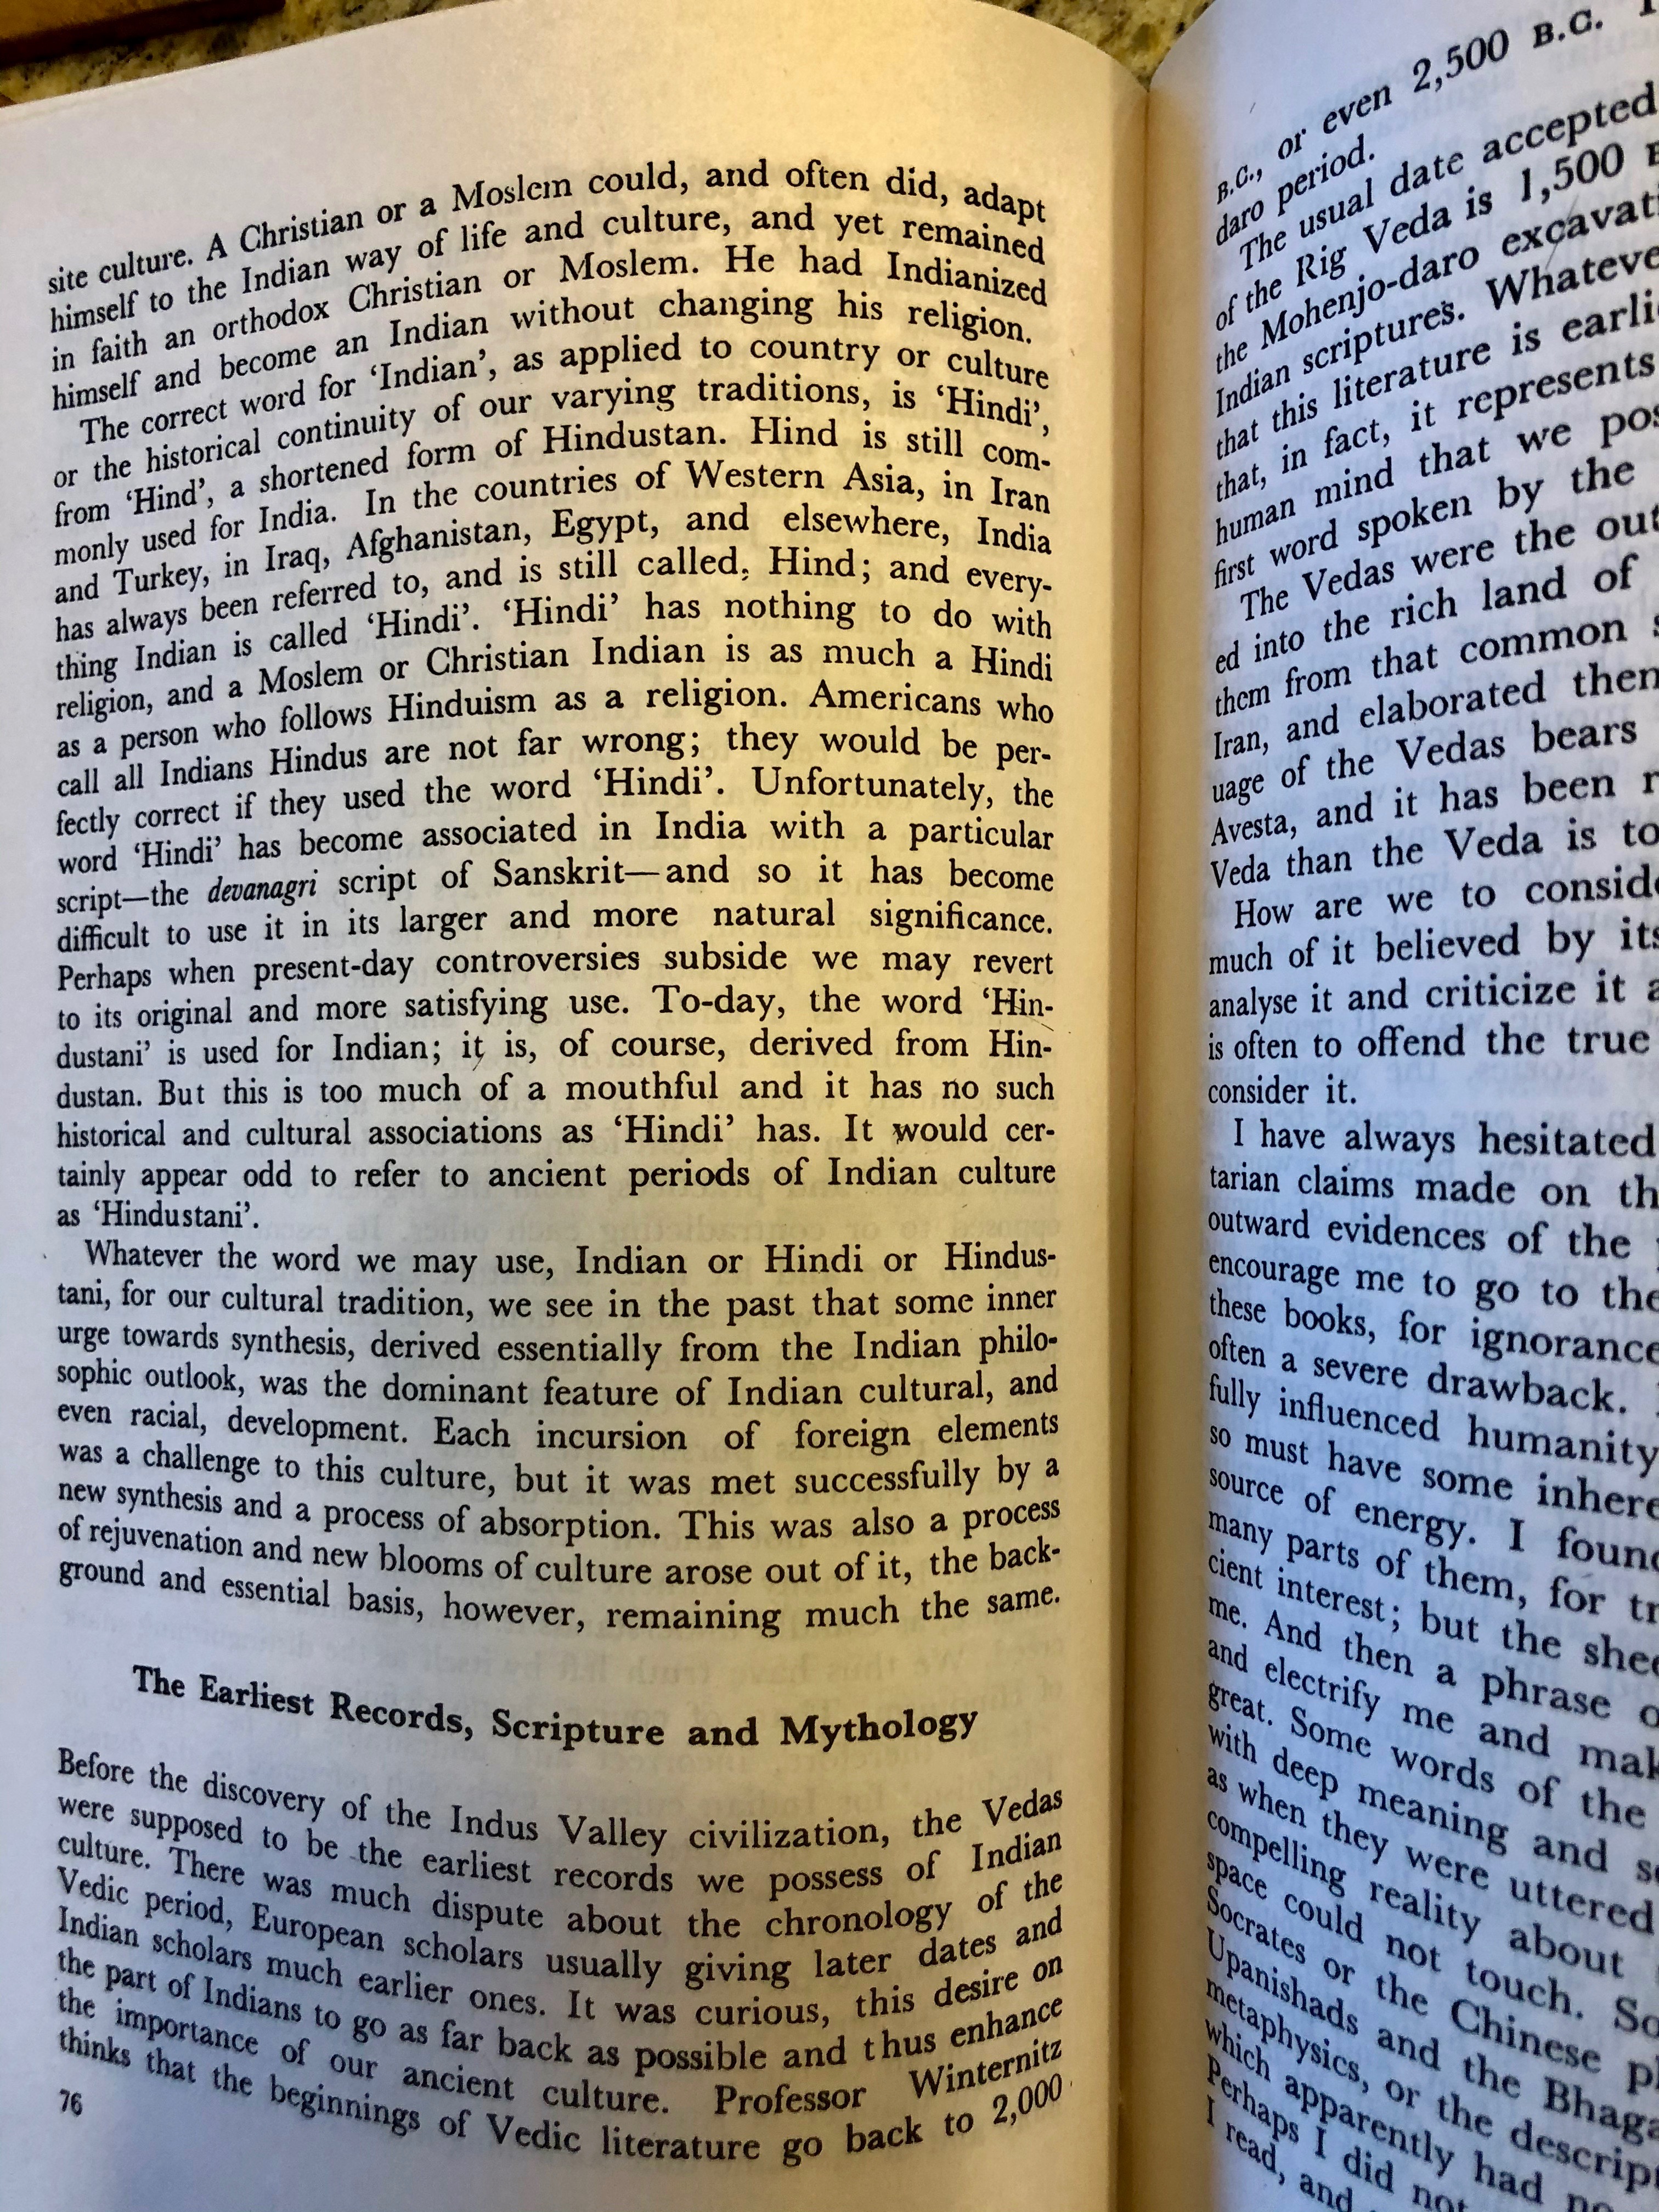 site culture. A Christian or a Moslem could, and often did, adapt
himself to the Indian way of life and culture, and yet remained
in faith an orthodox Christian or Moslem. He had Indianized
himself and become an Indian without changing his religion.
The correct word for ‘Indian’, as applied to country or culture
or the historical continuity of our varying traditions, is ‘Hindi’,
from ‘Hind’, a shortened form of Hindustan. Hind is still com-
monly used for India. In the countries of Western Asia, in Iran
and Turkey, in Iraq, Afghanistan, Egypt, and elsewhere, India
has always been referred to, and is still called, Hind; and every-
thing Indian is called ‘Hindi’. ‘Hindi’ has nothing to do with
religion, and a Moslem or Christian Indian is as much a Hindi
as a person who follows Hinduism as a religion. Americans who
call all Indians Hindus are not far wrong; they would be per-
fectly correct if they used the word ‘Hindi’. Unfortunately, the
word ‘Hindi’ has become associated in India with a particular
script—the devanagri script of Sanskrit—and so it has become
difficult to use it in its larger and more natural significance.
Perhaps when present-day controversies subside we may revert
to its original and more satisfying use. To-day, the word ‘Hin-
dustani’ is used for Indian; it is, of course, derived from Hin-
dustan. But this is too much of a mouthful and it has no such
historical and cultural associations as ‘Hindi’ has. It would cer-
tainly appear odd to refer to ancient periods of Indian culture
as ‘Hindustani’.
Whatever the word we may use, Indian or Hindi or Hindus-
tani, for our cultural tradition, we see in the past that some inner
urge towards synthesis, derived essentially from the Indian philo-
sophic outlook, was the dominant feature of Indian cultural, and
even racial, development. Each incursion of foreign elements
was a challenge to this culture, but it was met successfully by a
new synthesis and a process of absorption. This was also a process
of rejuvenation and new blooms of culture arose out of it, the back-
ground and essential basis, however, remaining much the same.
The Earliest Records, Scripture and Mythology
Before the discovery of the Indus Valley civilization, the Vedas
were supposed to be the earliest records we possess of Indian
culture. There was much dispute about the chronology of the
Vedic period, European scholars usually giving later dates and
Indian scholars much earlier ones. It was curious, this desire on
the part of Indians to go as far back as possible and thus enhance
the importance of our ancient culture. Professor Winternitz
thinks that the beginnings of Vedic literature go back to 2,000
76
B.C., or even 2,500 B.C.
daro period.
The usual date accepted
of the Rig Veda is 1,500
the Mohenjo-daro
Indian scriptures.
that this literature is
that, in fact, it represents
human mind that we
first word spoken by the
The Vedas were the
ed into the rich land of
them from that common
Iran, and elaborated
uage of the Vedas bears
Avesta, and it has been
Veda than the Veda is
How are we to
much of it believed by
analyse it and criticize it
is often to offend the true
consider it.
I have always hesitated
tarian claims made on
outward evidences of the
encourage me to go to
these books, for
often a severe drawback.
fully influenced humanity
so must have some
source of energy. I
many parts of them, for
cient interest; but the
me. And then a phrase
and electrify me and
great. Some words of the
with deep meaning and
as when they were uttered
compelling reality about
space could not touch.
Socrates or the Chinese
Upanishads and the
metaphysics, or the
which apparently had
Perhaps I did
I read, and